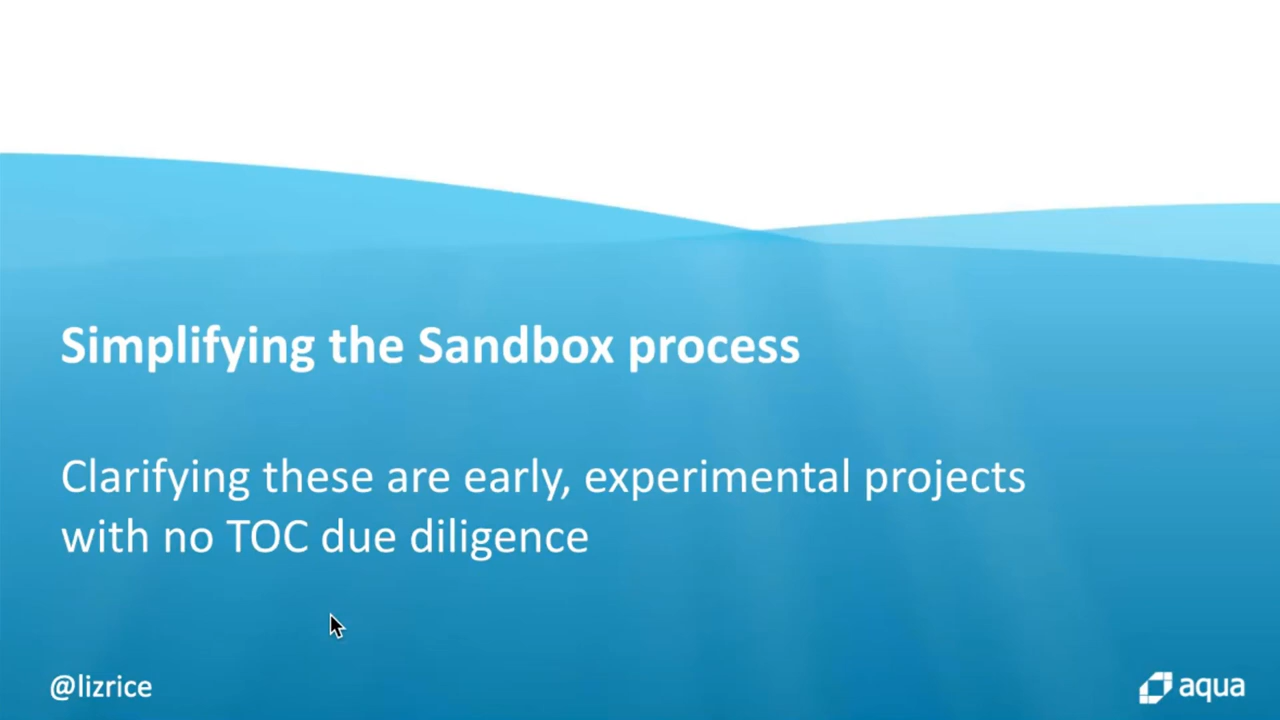 Simplifying the Sandbox process
Clarifying these are early, experimental projects
with no TOC due diligence
@lizrice
aqua